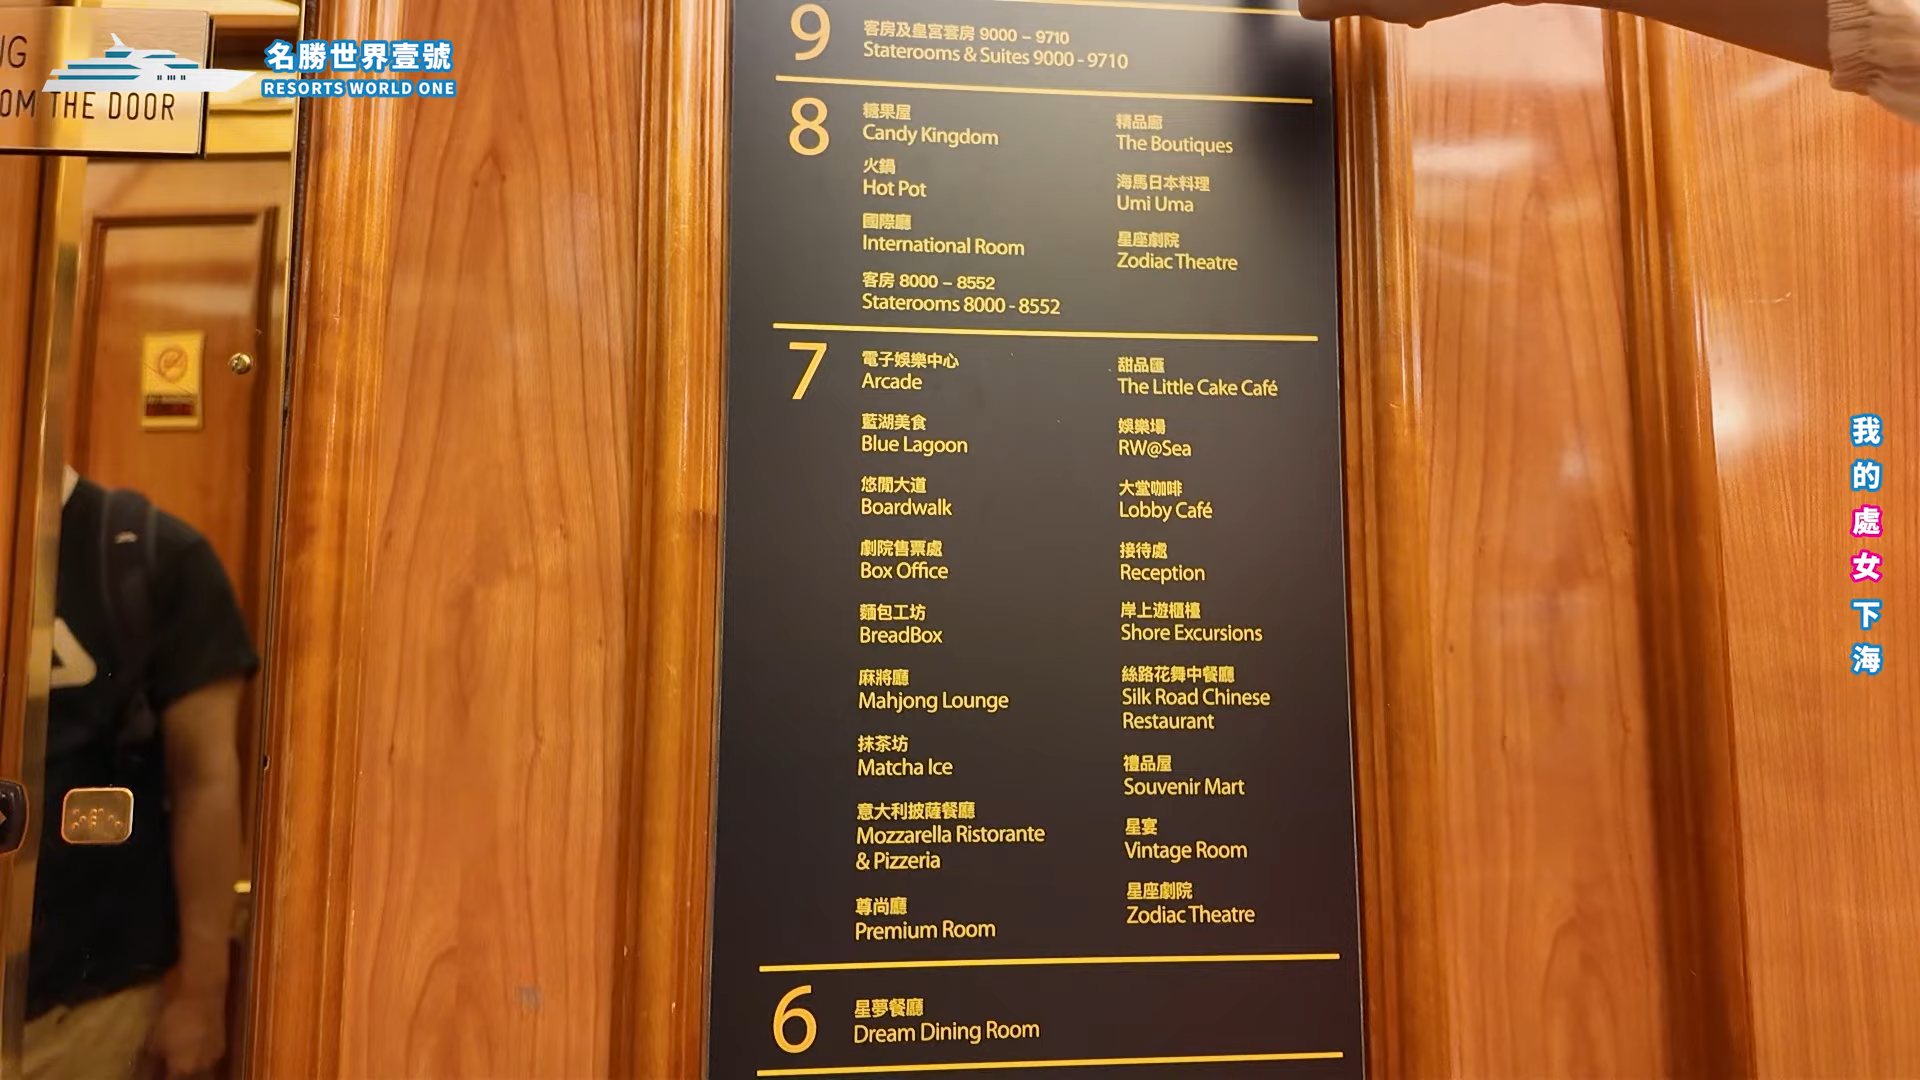 NG
OM THE DOOR
名勝世界壹號
RESORTS WORLD ONE
9
客房及皇宮套房 9000 – 9710
Staterooms & Suites 9000 - 9710
8
糖果屋
Candy Kingdom
火鍋
Hot Pot
國際廳
International Room
客房 8000 – 8552
Staterooms 8000 - 8552
精品廊
The Boutiques
海馬日本料理
Umi Uma
星座劇院
Zodiac Theatre
7
電子娛樂中心
Arcade
藍湖美食
Blue Lagoon
悠閒大道
Boardwalk
劇院售票處
Box Office
麵包工坊
BreadBox
麻將廳
Mahjong Lounge
抹茶坊
Matcha Ice
意大利披薩餐廳
Mozzarella Ristorante
& Pizzeria
尊尚廳
Premium Room
甜品匯
The Little Cake Café
娛樂場
RW@Sea
大堂咖啡
Lobby Café
接待處
Reception
岸上遊櫃檯
Shore Excursions
絲路花舞中餐廳
Silk Road Chinese
Restaurant
禮品屋
Souvenir Mart
星宴
Vintage Room
星座劇院
Zodiac Theatre
6
星夢餐廳
Dream Dining Room
我的處女下海